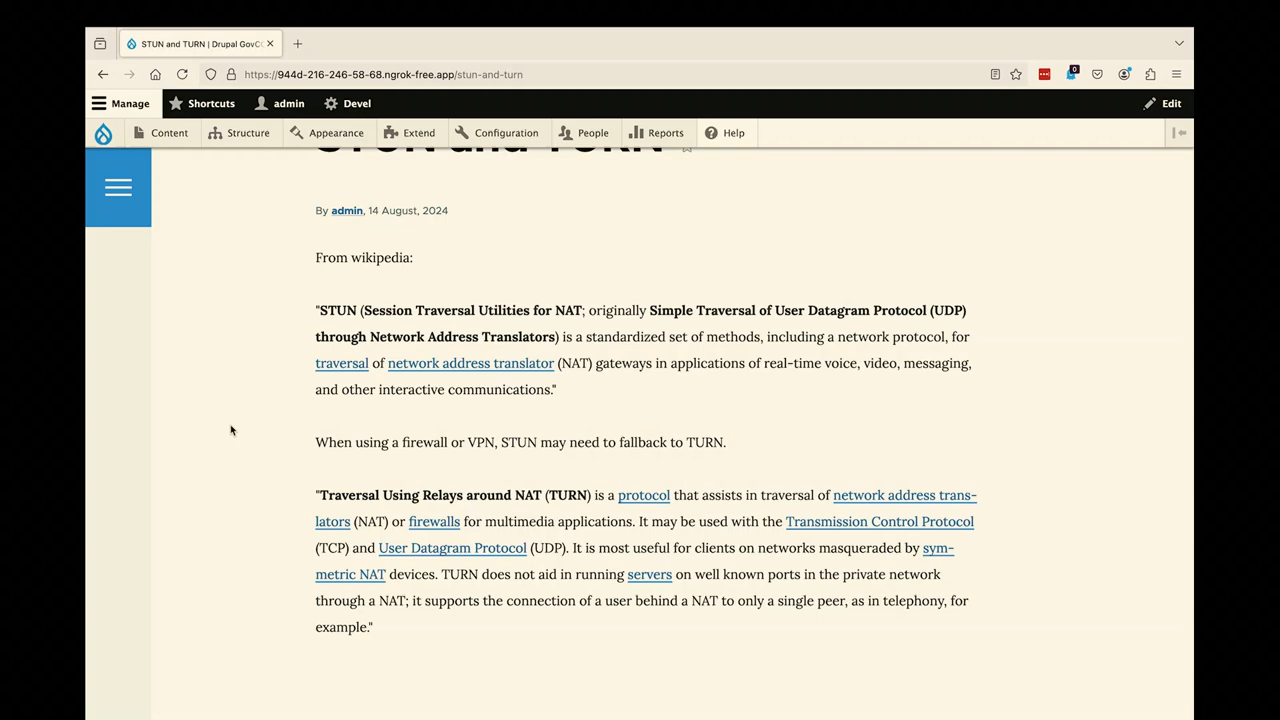 STUN and TURN | Drupal GovC
https://944d-216-246-58-68.ngrok-free.app/stun-and-turn
0
Manage Shortcuts admin Devel Edit
Content Structure Appearance Extend Configuration People Reports Help
STUN and TURN
By admin, 14 August, 2024
From wikipedia:
"STUN (Session Traversal Utilities for NAT; originally Simple Traversal of User Datagram Protocol (UDP)
through Network Address Translators) is a standardized set of methods, including a network protocol, for
traversal of network address translator (NAT) gateways in applications of real-time voice, video, messaging,
and other interactive communications."
When using a firewall or VPN, STUN may need to fallback to TURN.
"Traversal Using Relays around NAT (TURN) is a protocol that assists in traversal of network address trans-
lators (NAT) or firewalls for multimedia applications. It may be used with the Transmission Control Protocol
(TCP) and User Datagram Protocol (UDP). It is most useful for clients on networks masqueraded by sym-
metric NAT devices. TURN does not aid in running servers on well known ports in the private network
through a NAT; it supports the connection of a user behind a NAT to only a single peer, as in telephony, for
example."